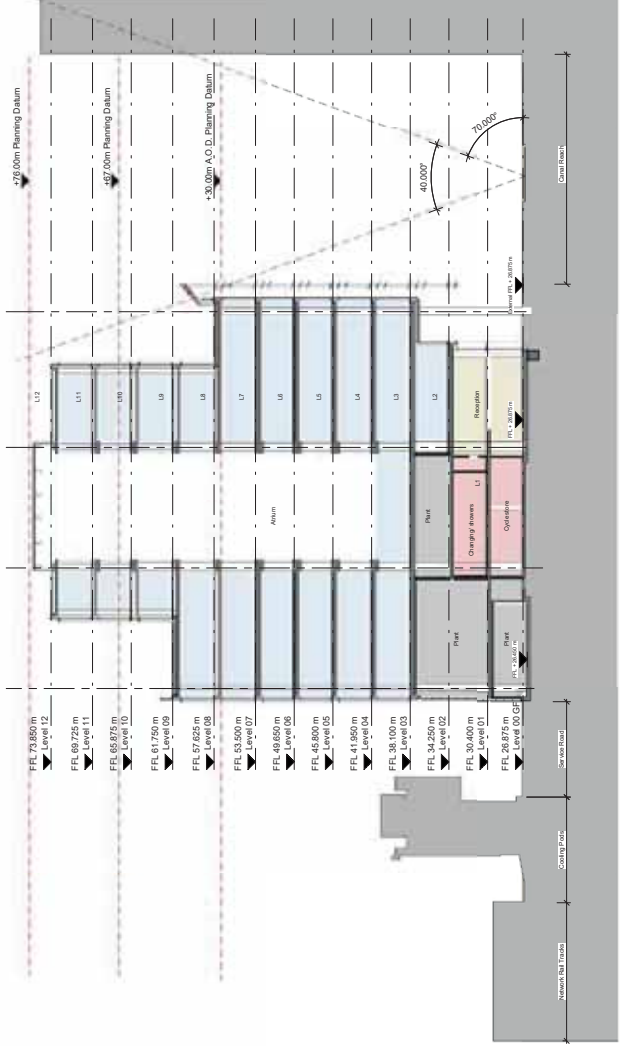 +76.00m Planning Datum
+67.00m Planning Datum
+30.00m A.O.D. Planning Datum
40.000°
70.000°
Canal Reach
External FFL + 26.875 m
L12
L11
L10
L9
L8
L7
L6
L5
L4
L3
L2
Reception
FFL + 26.875 m
Atrium
Plant
Changing/ showers
L1
Cyclestore
Plant
Plant
FFL + 26.450 m
FFL 73.850 m
Level 12
FFL 69.725 m
Level 11
FFL 65.875 m
Level 10
FFL 61.750 m
Level 09
FFL 57.625 m
Level 08
FFL 53.500 m
Level 07
FFL 49.650 m
Level 06
FFL 45.800 m
Level 05
FFL 41.950 m
Level 04
FFL 38.100 m
Level 03
FFL 34.250 m
Level 02
FFL 30.400 m
Level 01
FFL 26.875 m
Level 00 GF
Service Road
Cooling Pods
Network Rail Tracks